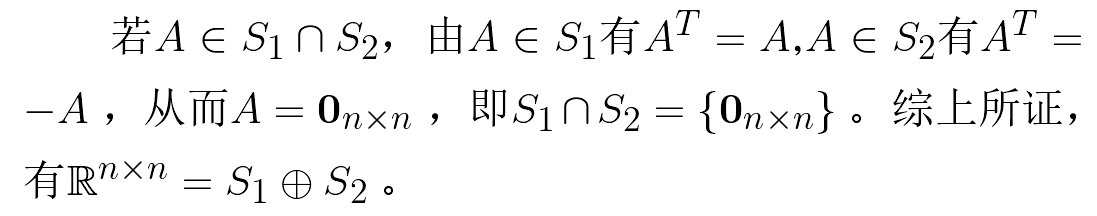 若$A \in S_1 \cap S_2$，由$A \in S_1$有$A^T = A$,$A \in S_2$有$A^T =$
$-A$，从而$A = \mathbf{0}_{n \times n}$，即$S_1 \cap S_2 = \{\mathbf{0}_{n \times n}\}$。综上所证，
有$\mathbb{R}^{n \times n} = S_1 \oplus S_2$。